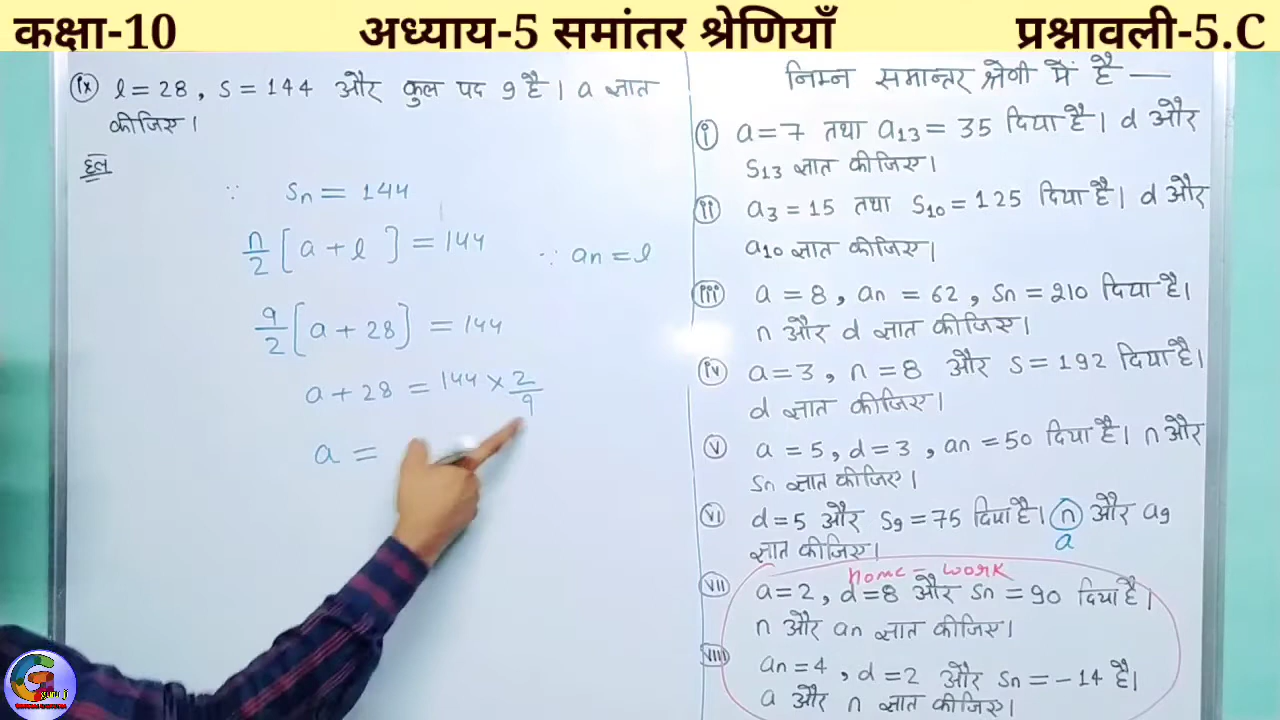 कक्षा-10 अध्याय-5 समांतर श्रेणियाँ प्रश्नावली-5.C
ix l = 28 , S = 144 और कुल पद 9 है। a ज्ञात
कीजिए।
हल
∵ Sn = 144
n/2 [a + l] = 144 ∵ an = l
9/2 [a + 28] = 144
a + 28 = 144 × 2/9
a =
निम्न समान्तर श्रेणी में है —
i a = 7 तथा a13 = 35 दिया है। d और
S13 ज्ञात कीजिए।
ii a3 = 15 तथा S10 = 125 दिया है। d और
a10 ज्ञात कीजिए।
iii a = 8 , an = 62 , Sn = 210 दिया है।
n और d ज्ञात कीजिए।
iv a = 3 , n = 8 और S = 192 दिया है।
d ज्ञात कीजिए।
v a = 5 , d = 3 , an = 50 दिया है। n और
Sn ज्ञात कीजिए।
vi d = 5 और S9 = 75 दिया है। n और a9
a
ज्ञात कीजिए।
home - work
vii a = 2 , d = 8 और Sn = 90 दिया है।
n और an ज्ञात कीजिए।
viii an = 4 , d = 2 और Sn = - 14 है।
a और n ज्ञात कीजिए।
G guru ji